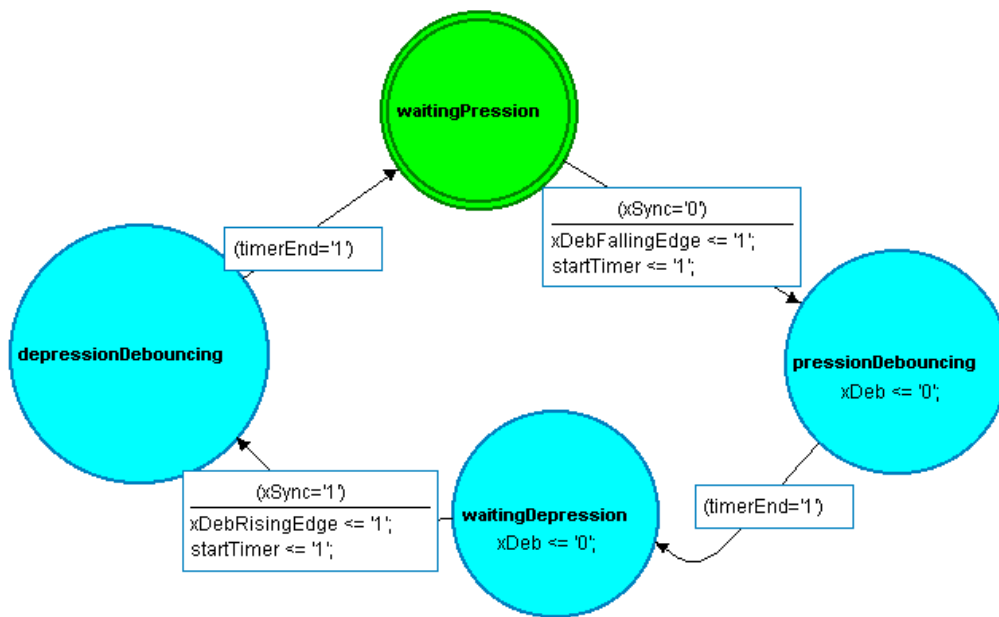 waitingPression
(xSync='0')
xDebFallingEdge <= '1';
startTimer <= '1';
(timerEnd='1')
depressionDebouncing
pressionDebouncing
xDeb <= '0';
(xSync='1')
xDebRisingEdge <= '1';
startTimer <= '1';
waitingDepression
xDeb <= '0';
(timerEnd='1')